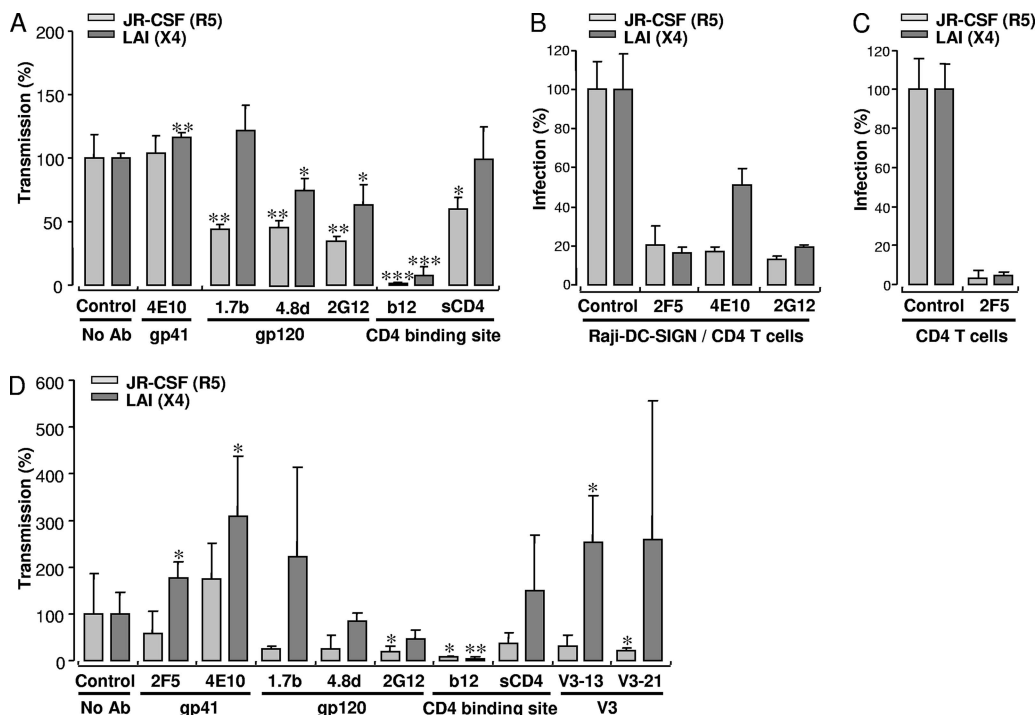 A
JR-CSF (R5)
LAI (X4)
Transmission (%)
200
150
100
50
0
**
**
**
*
**
*
***
***
*
Control 4E10 1.7b 4.8d 2G12 b12 sCD4
No Ab gp41 gp120 CD4 binding site
B
JR-CSF (R5)
LAI (X4)
Infection (%)
120
100
80
60
40
20
0
Control 2F5 4E10 2G12
Raji-DC-SIGN / CD4 T cells
C
JR-CSF (R5)
LAI (X4)
Infection (%)
120
100
80
60
40
20
0
Control 2F5
CD4 T cells
D
JR-CSF (R5)
LAI (X4)
Transmission (%)
600
500
400
300
200
100
0
*
*
*
*
**
*
*
Control 2F5 4E10 1.7b 4.8d 2G12 b12 sCD4 V3-13 V3-21
No Ab gp41 gp120 CD4 binding site V3